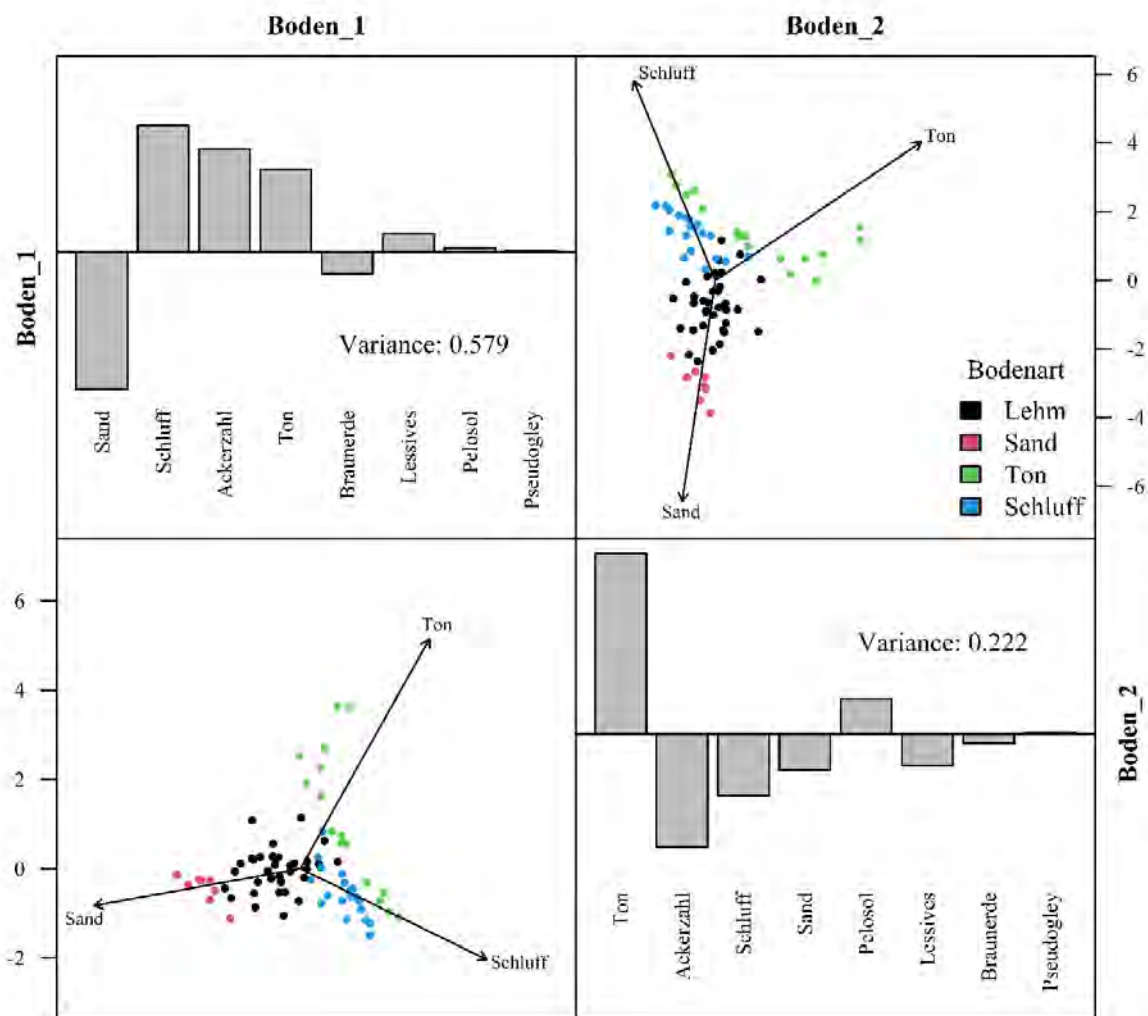 Boden_1
Boden_2
Boden_1
Variance: 0.579
Sand
Schluff
Ackerzahl
Ton
Braunerde
Lessives
Pelosol
Pseudogley
Schluff
Ton
Sand
6
4
2
0
-2
-4
-6
Bodenart
Lehm
Sand
Ton
Schluff
6
4
2
0
-2
Ton
Sand
Schluff
Variance: 0.222
Ton
Ackerzahl
Schluff
Sand
Pelosol
Lessives
Braunerde
Pseudogley
Boden_2